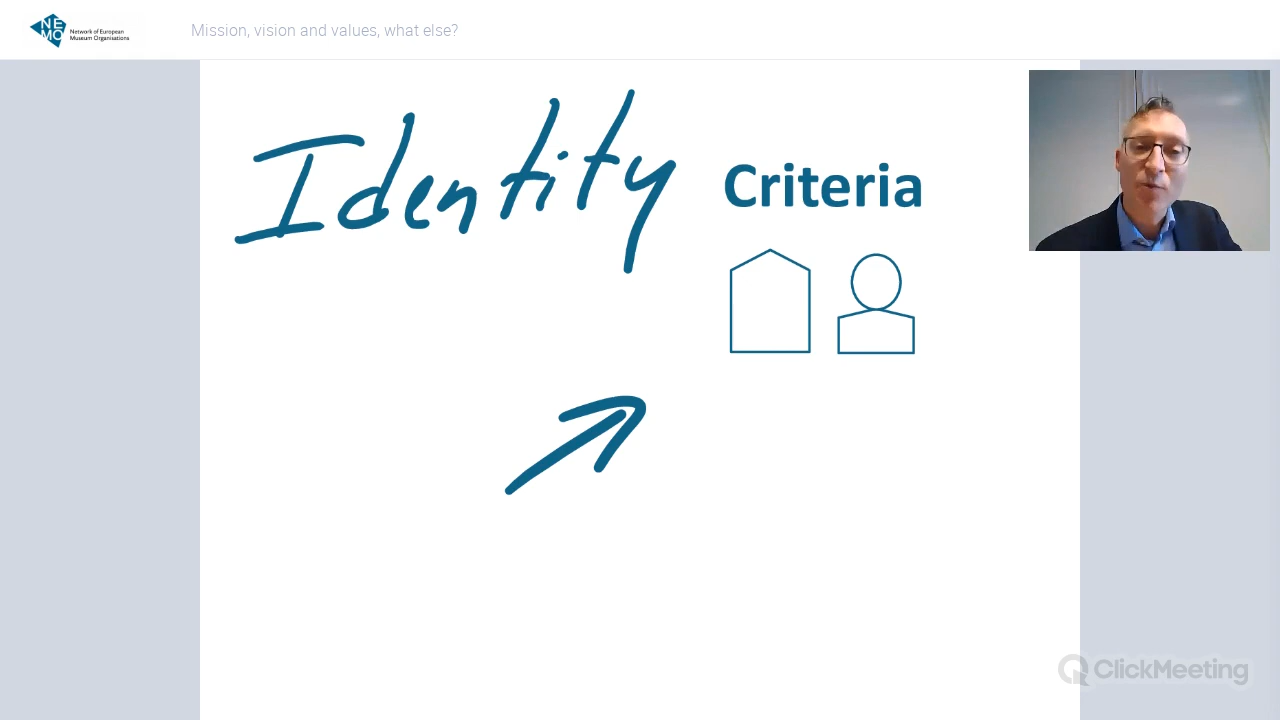 NE
MO
Network of European
Museum Organisations
Mission, vision and values, what else?
Identity
Criteria
ClickMeeting